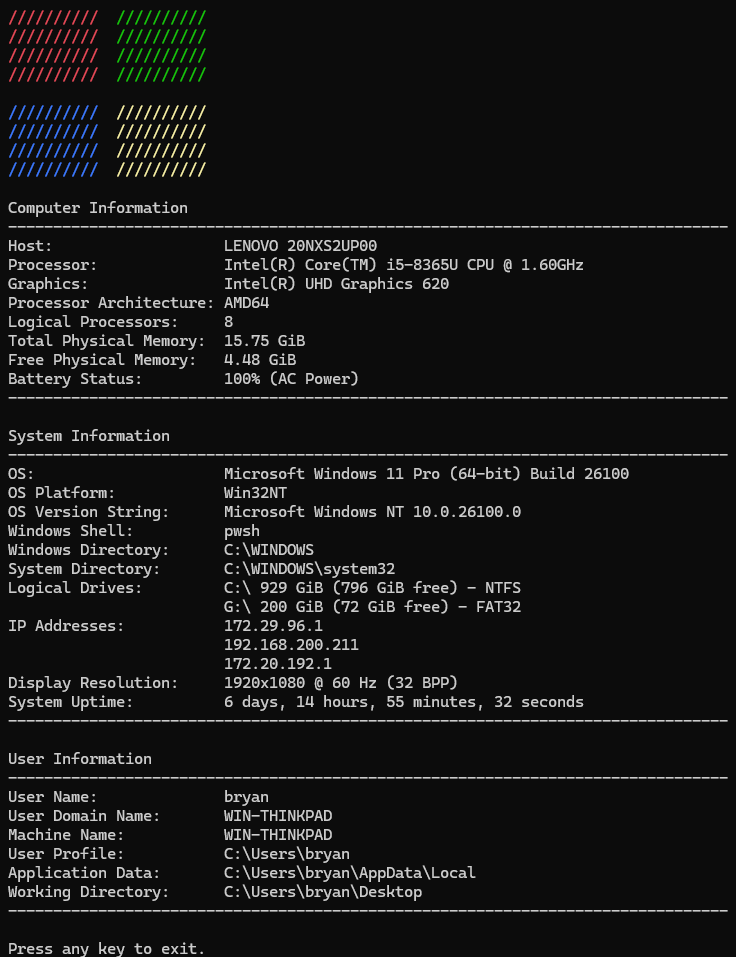 //////////  //////////
//////////  //////////
//////////  //////////
//////////  //////////

//////////  //////////
//////////  //////////
//////////  //////////
//////////  //////////

Computer Information
--------------------------------------------------------------------------------
Host:                   LENOVO 20NXS2UP00
Processor:              Intel(R) Core(TM) i5-8365U CPU @ 1.60GHz
Graphics:               Intel(R) UHD Graphics 620
Processor Architecture: AMD64
Logical Processors:     8
Total Physical Memory:  15.75 GiB
Free Physical Memory:   4.48 GiB
Battery Status:         100% (AC Power)
--------------------------------------------------------------------------------

System Information
--------------------------------------------------------------------------------
OS:                     Microsoft Windows 11 Pro (64-bit) Build 26100
OS Platform:            Win32NT
OS Version String:      Microsoft Windows NT 10.0.26100.0
Windows Shell:          pwsh
Windows Directory:      C:\WINDOWS
System Directory:       C:\WINDOWS\system32
Logical Drives:         C:\ 929 GiB (796 GiB free) - NTFS
                        G:\ 200 GiB (72 GiB free) - FAT32
IP Addresses:           172.29.96.1
                        192.168.200.211
                        172.20.192.1
Display Resolution:     1920x1080 @ 60 Hz (32 BPP)
System Uptime:          6 days, 14 hours, 55 minutes, 32 seconds
--------------------------------------------------------------------------------

User Information
--------------------------------------------------------------------------------
User Name:              bryan
User Domain Name:       WIN-THINKPAD
Machine Name:           WIN-THINKPAD
User Profile:           C:\Users\bryan
Application Data:       C:\Users\bryan\AppData\Local
Working Directory:      C:\Users\bryan\Desktop
--------------------------------------------------------------------------------

Press any key to exit.